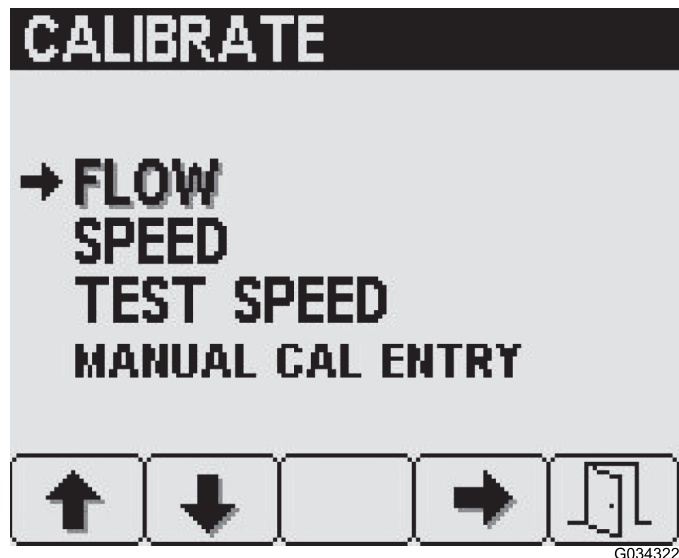 CALIBRATE
FLOW
SPEED
TEST SPEED
MANUAL CAL ENTRY
G034322